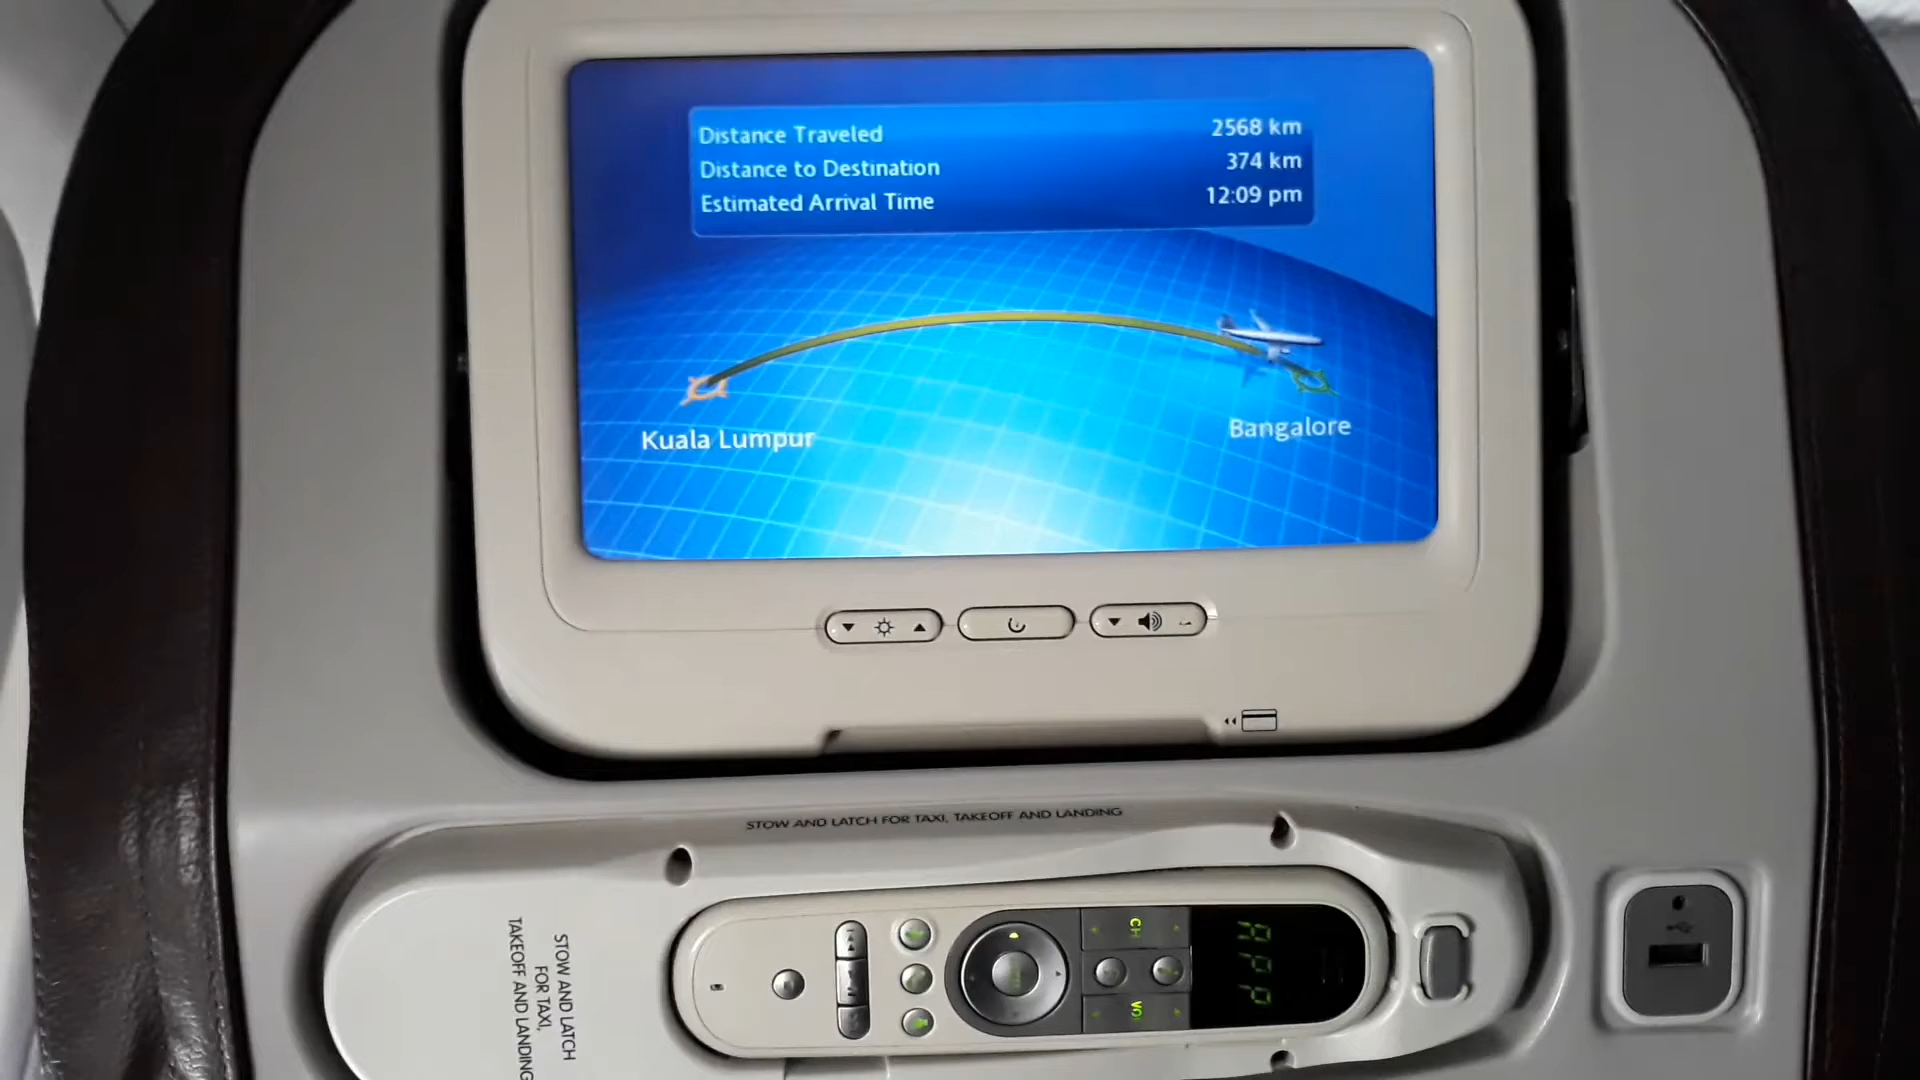 Distance Traveled 2568 km
Distance to Destination 374 km
Estimated Arrival Time 12:09 pm
Kuala Lumpur
Bangalore
STOW AND LATCH FOR TAXI, TAKEOFF AND LANDING
STOW AND LATCH
FOR TAXI,
TAKEOFF AND LANDING
CH
APP